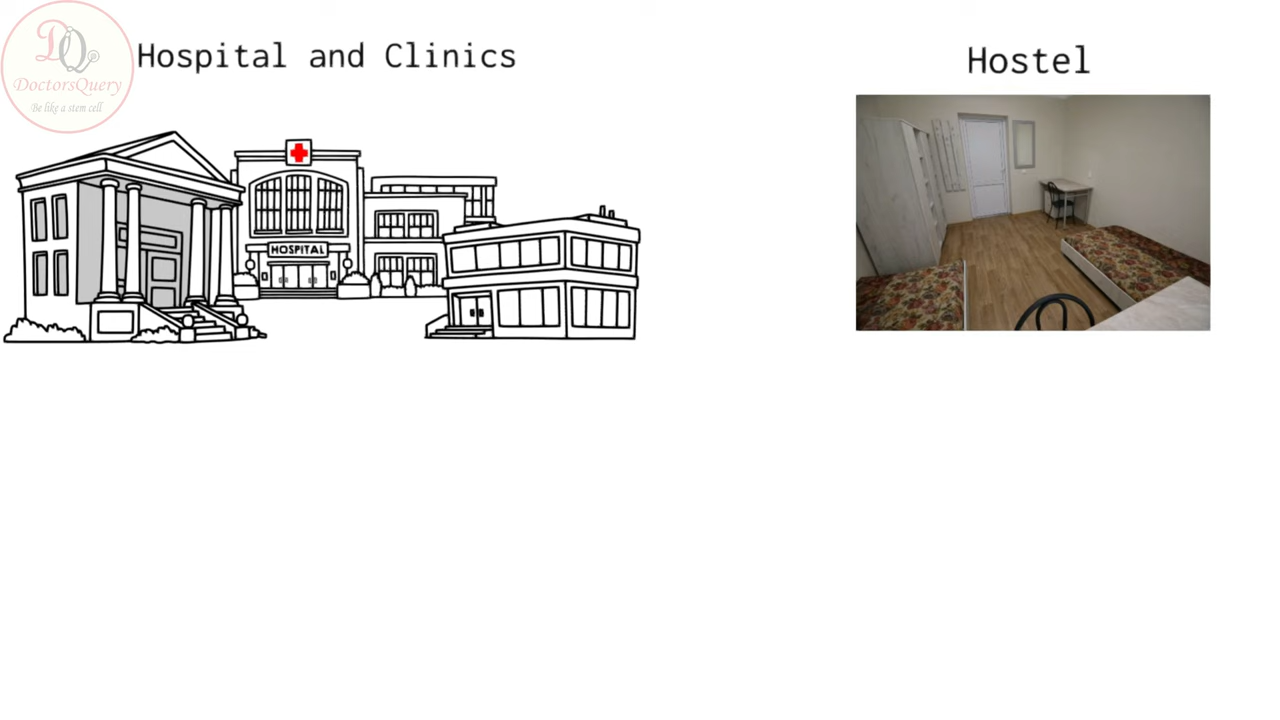 DQ
DoctorsQuery
Be like a stem cell
Hospital and Clinics
Hostel
HOSPITAL